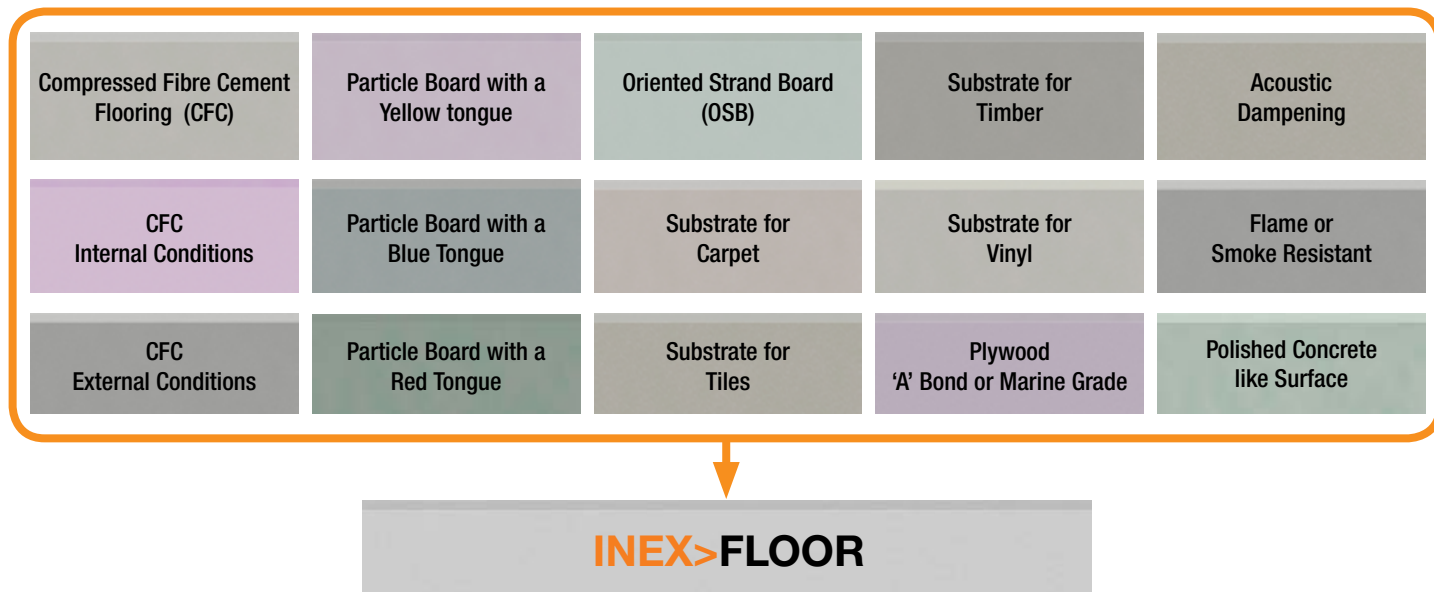 Compressed Fibre Cement
Flooring (CFC)
Particle Board with a
Yellow tongue
Oriented Strand Board
(OSB)
Substrate for
Timber
Acoustic
Dampening
CFC
Internal Conditions
Particle Board with a
Blue Tongue
Substrate for
Carpet
Substrate for
Vinyl
Flame or
Smoke Resistant
CFC
External Conditions
Particle Board with a
Red Tongue
Substrate for
Tiles
Plywood
‘A’ Bond or Marine Grade
Polished Concrete
like Surface
INEX>FLOOR